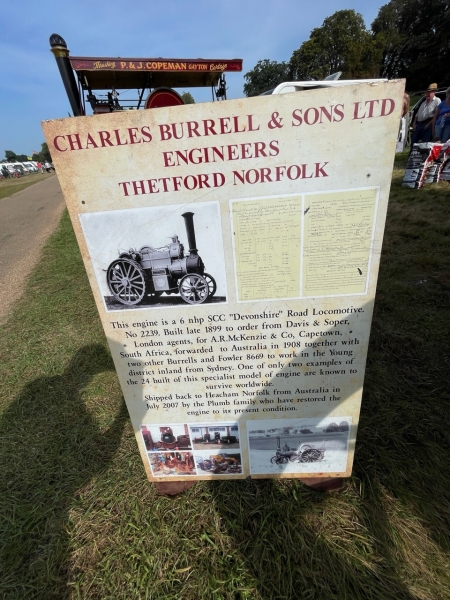 Haulage P. & J. COPEMAN GAYTON Cartage
CHARLES BURRELL & SONS LTD
ENGINEERS
THETFORD NORFOLK
This engine is a 6 nhp SCC "Devonshire" Road Locomotive.
No 2239. Built late 1899 to order from Davis & Soper,
London agents, for A.R.McKenzie & Co, Capetown,
South Africa, forwarded to Australia in 1908 together with
two other Burrells and Fowler 8669 to work in the Young
district inland from Sydney. One of only two examples of
the 24 built of this specialist model of engine are known to
survive worldwide.
Shipped back to Heacham Norfolk from Australia in
July 2007 by the Plumb family who have restored the
engine to its present condition.